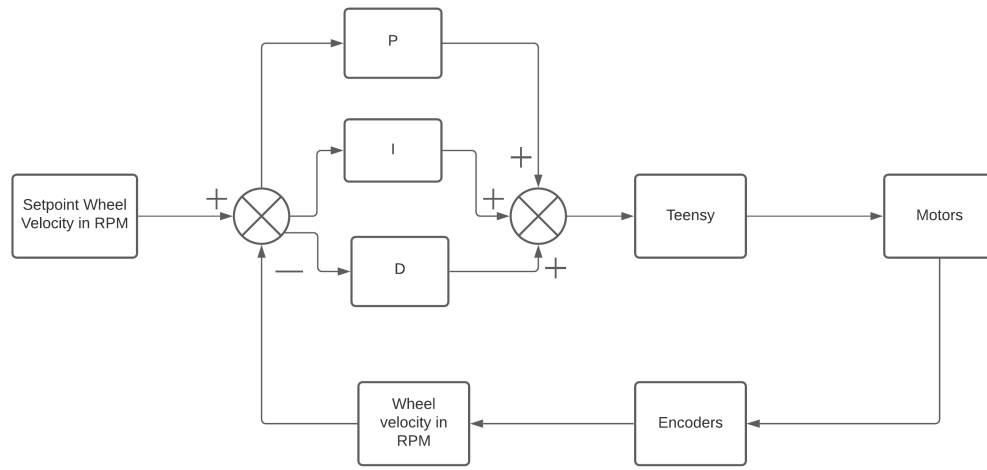 P
I
Setpoint Wheel
Velocity in RPM
+
+
+
Teensy
Motors
D
—
+
Wheel
velocity in
RPM
Encoders